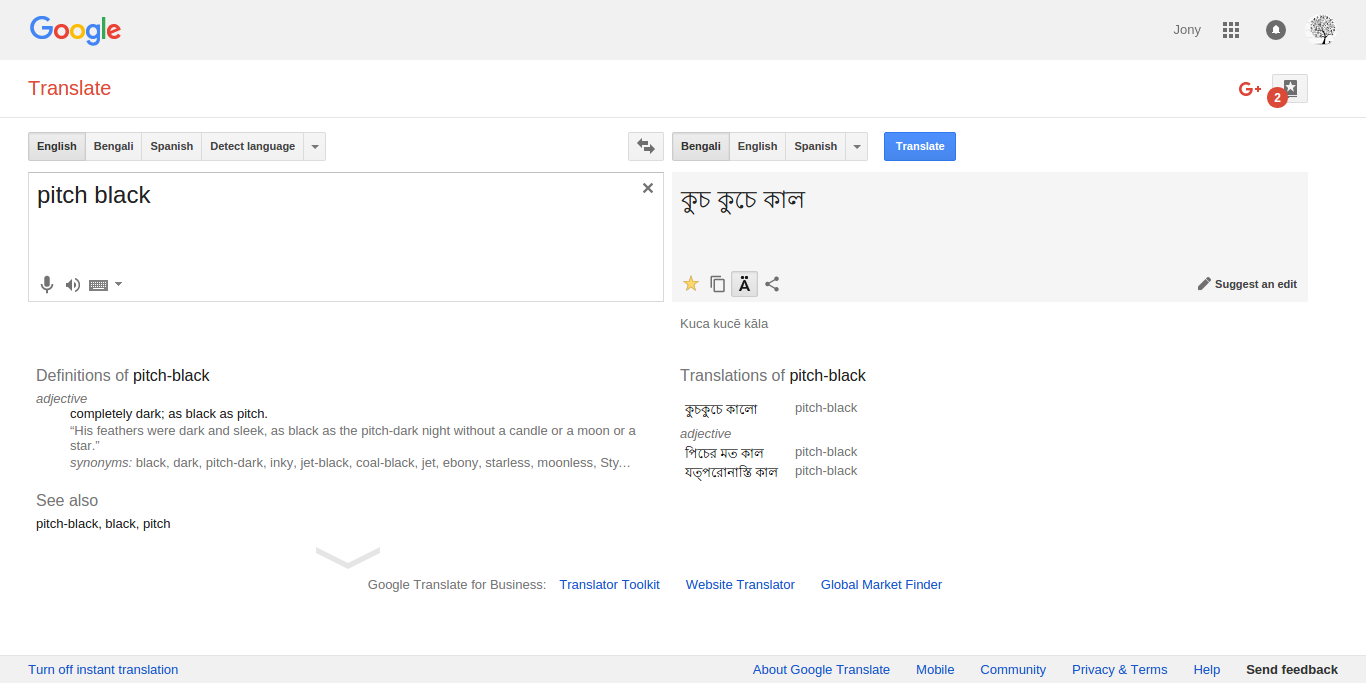 Google
Jony
Translate
G+
2
English Bengali Spanish Detect language
Bengali English Spanish
Translate
pitch black
কুচ কুচে কাল
Ä
Suggest an edit
Kuca kucē kāla
Definitions of pitch-black
adjective
completely dark; as black as pitch.
“His feathers were dark and sleek, as black as the pitch-dark night without a candle or a moon or a
star.”
synonyms: black, dark, pitch-dark, inky, jet-black, coal-black, jet, ebony, starless, moonless, Sty…
See also
pitch-black, black, pitch
Translations of pitch-black
কুচকুচে কালো pitch-black
adjective
পিচের মত কাল pitch-black
যত্পরোনাস্তি কাল pitch-black
Google Translate for Business: Translator Toolkit Website Translator Global Market Finder
Turn off instant translation About Google Translate Mobile Community Privacy & Terms Help Send feedback